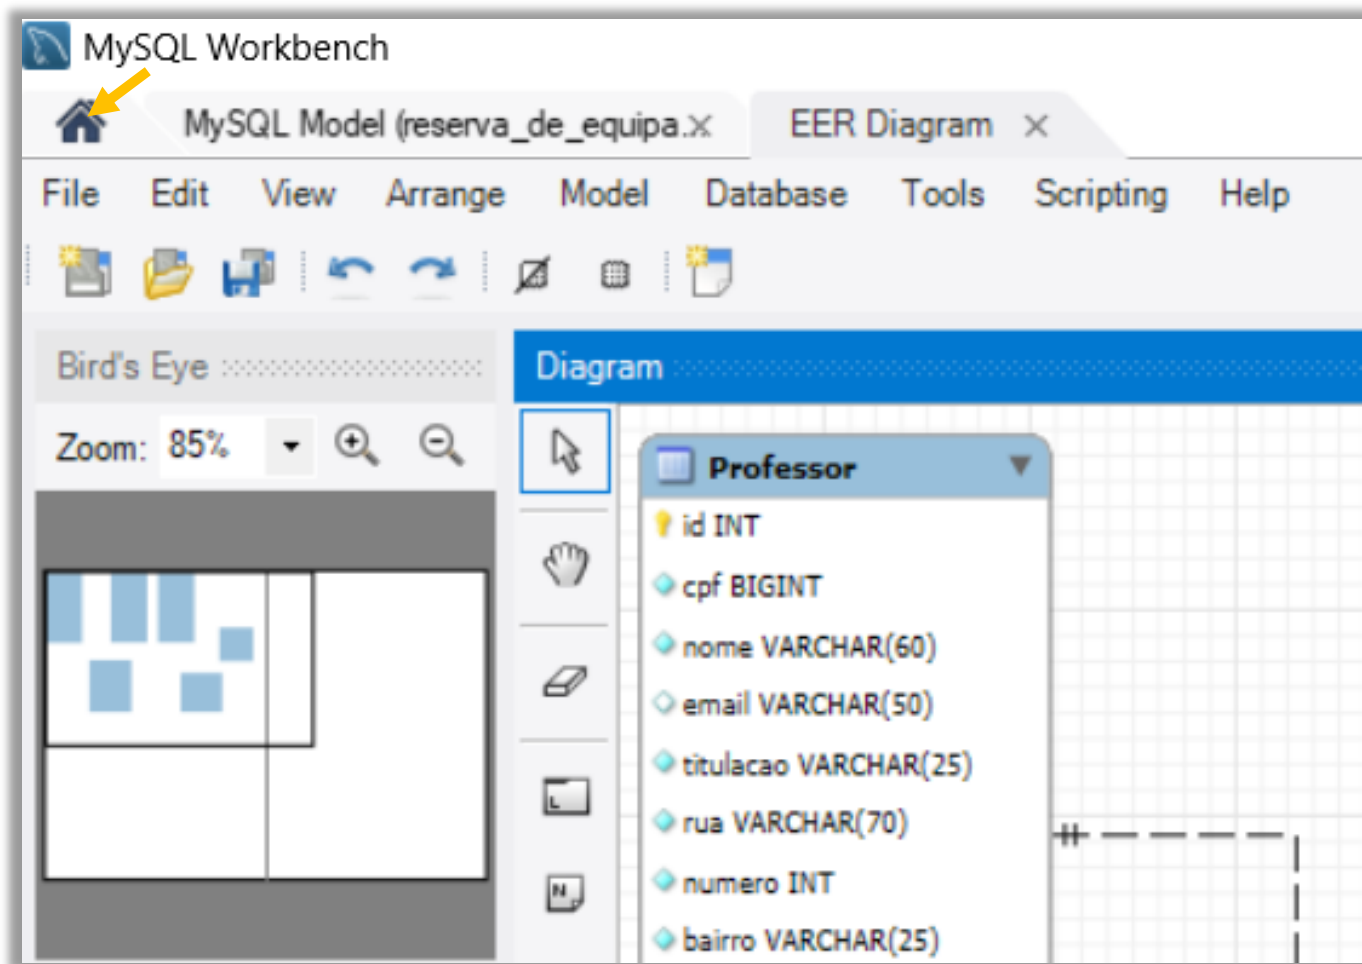 MySQL Workbench
MySQL Model (reserva_de_equipa.× EER Diagram ×
File Edit View Arrange Model Database Tools Scripting Help
Bird's Eye
Diagram
Zoom: 85%
Professor
id INT
cpf BIGINT
nome VARCHAR(60)
email VARCHAR(50)
titulacao VARCHAR(25)
L
rua VARCHAR(70)
numero INT
N
bairro VARCHAR(25)